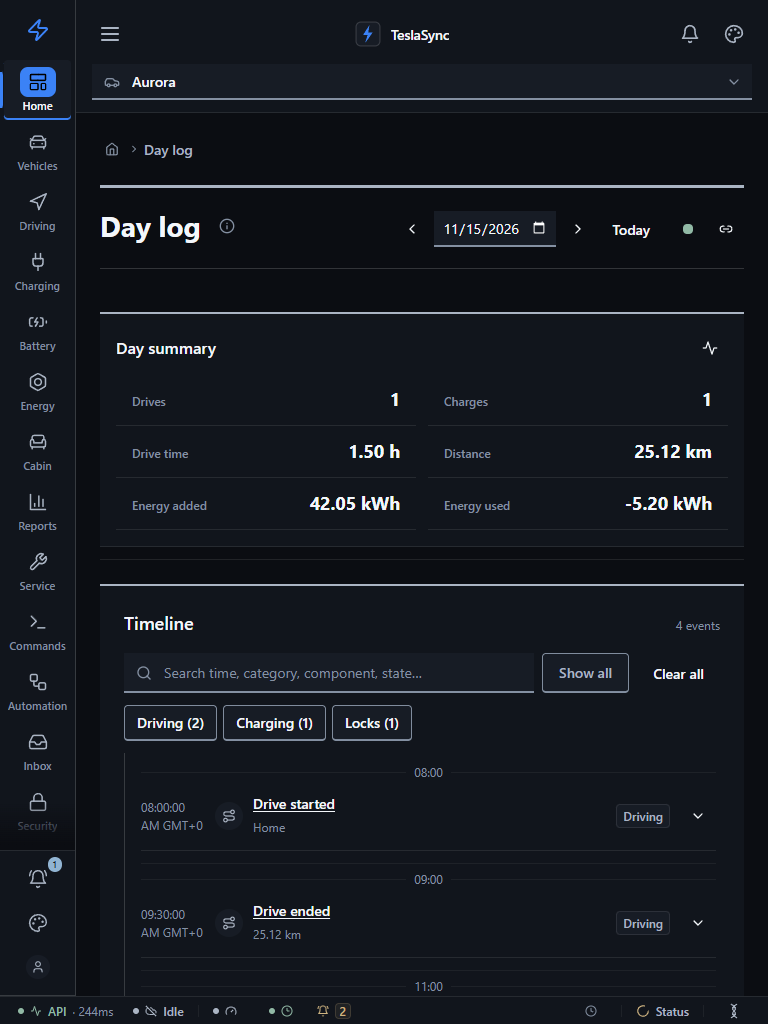 TeslaSync
Aurora
Home
Vehicles
Driving
Charging
Battery
Energy
Cabin
Reports
Service
Commands
Automation
Inbox
Security
1
Day log
Day log
11/15/2026
Today
Day summary
Drives 1
Charges 1
Drive time 1.50 h
Distance 25.12 km
Energy added 42.05 kWh
Energy used -5.20 kWh
Timeline
4 events
Search time, category, component, state...
Show all
Clear all
Driving (2)
Charging (1)
Locks (1)
08:00
08:00:00
AM GMT+0
Drive started
Home
Driving
09:00
09:30:00
AM GMT+0
Drive ended
25.12 km
Driving
11:00
API · 244ms
Idle
2
Status